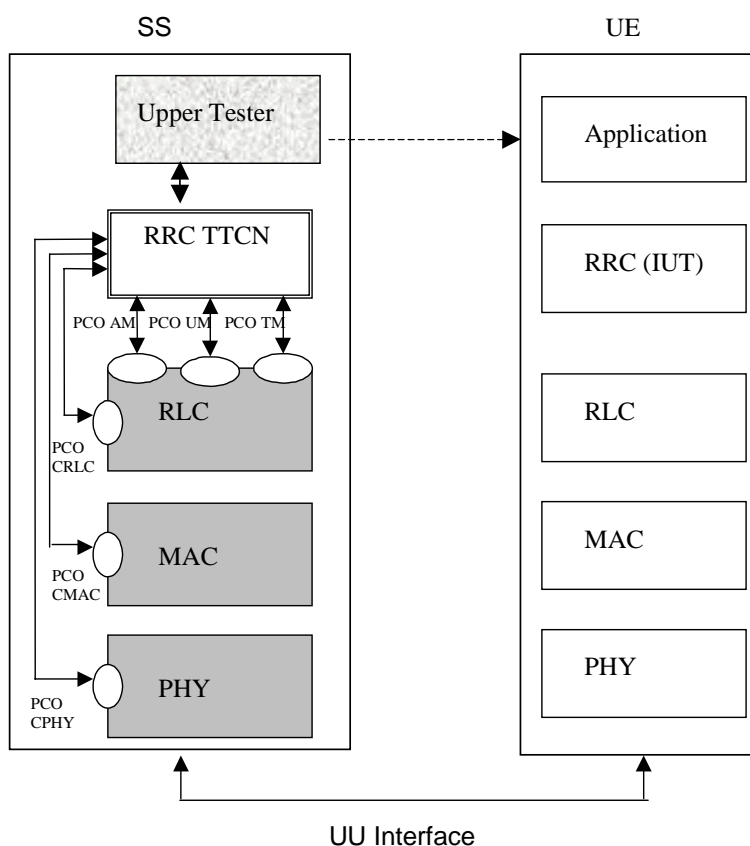 SS
UE
Upper Tester
Application
RRC TTCN
RRC (IUT)
PCO AM
PCO UM
PCO TM
RLC
RLC
PCO
CRLC
MAC
MAC
PCO
CMAC
PHY
PHY
PCO
CPHY
UU Interface